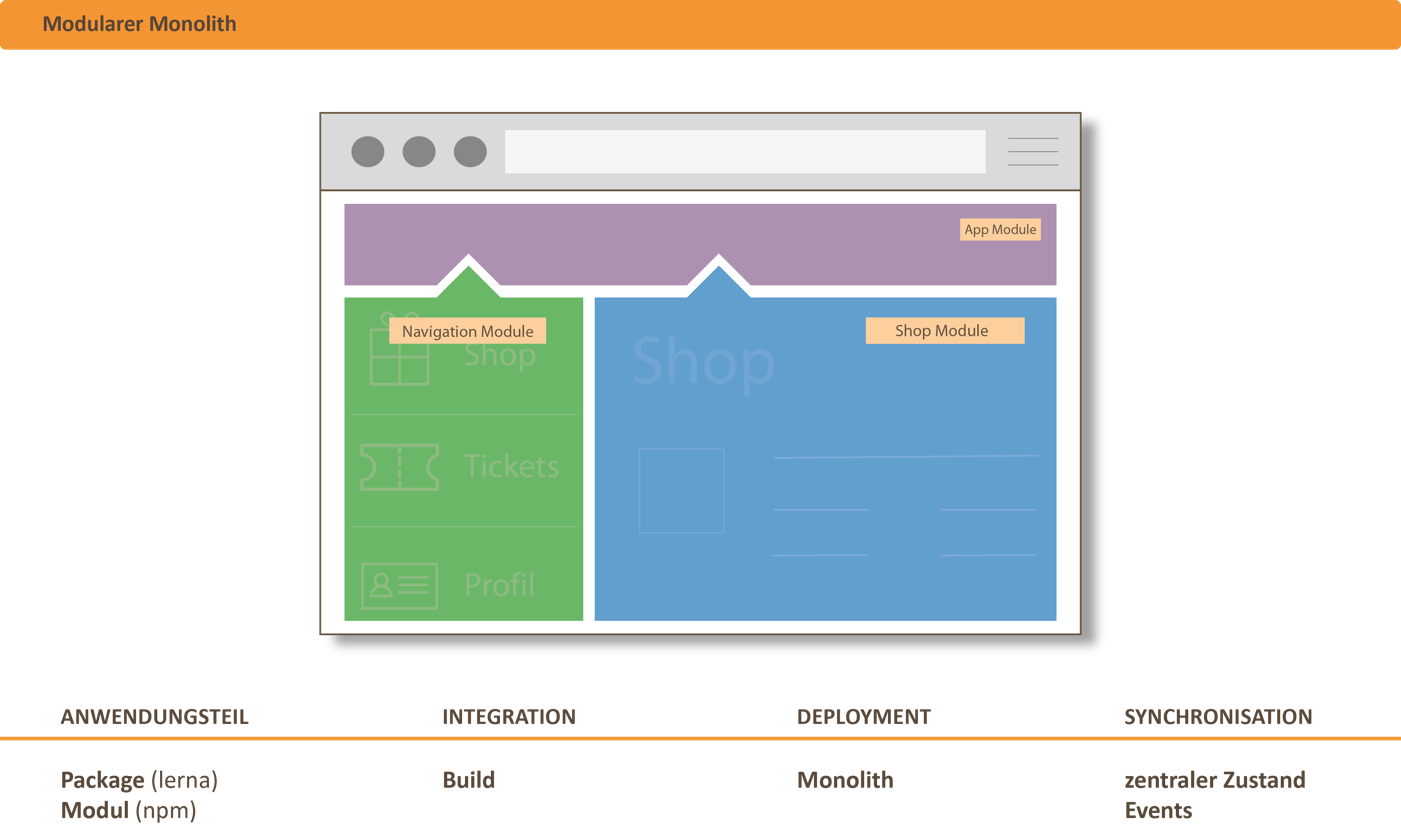 Modularer Monolith
App Module
Navigation Module
Shop Module
Shop
Shop
Tickets
Profil
ANWENDUNGSTEIL
INTEGRATION
DEPLOYMENT
SYNCHRONISATION
Package (lerna)
Modul (npm)
Build
Monolith
zentraler Zustand
Events